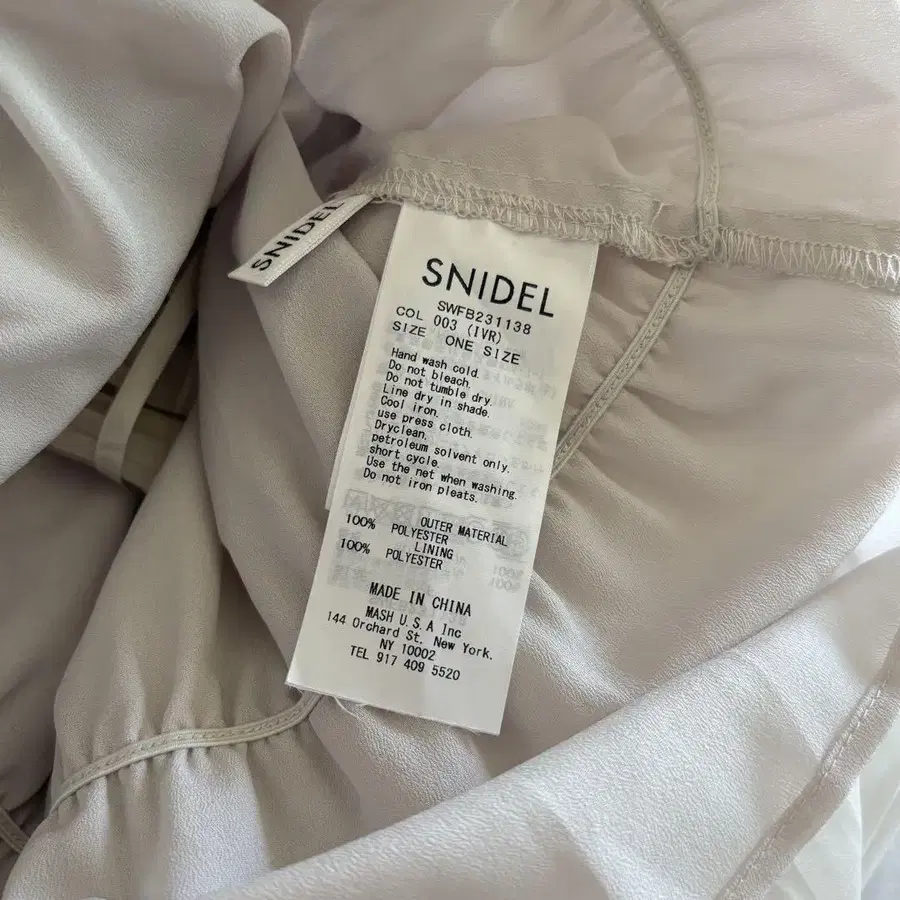 SNIDEL
SNIDEL
SWFB231138
COL 003 (IVR)
SIZE ONE SIZE
Hand wash cold.
Do not bleach.
Do not tumble dry.
Line dry in shade.
Cool iron.
use press cloth.
Dryclean.
petroleum solvent only.
short cycle.
Use the net when washing.
Do not iron pleats.
OUTER MATERIAL
100% POLYESTER
LINING
100% POLYESTER
MADE IN CHINA
MASH U.S.A Inc
144 Orchard St. New York.
NY 10002
TEL 917 409 5520